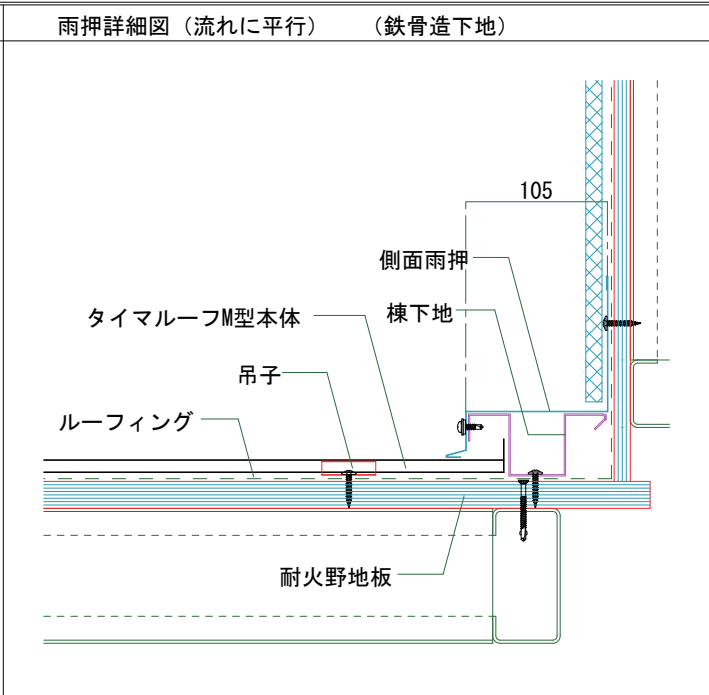 雨押詳細図（流れに平行）　（鉄骨造下地）
105
側面雨押
タイマルーフM型本体
棟下地
吊子
ルーフィング
耐火野地板